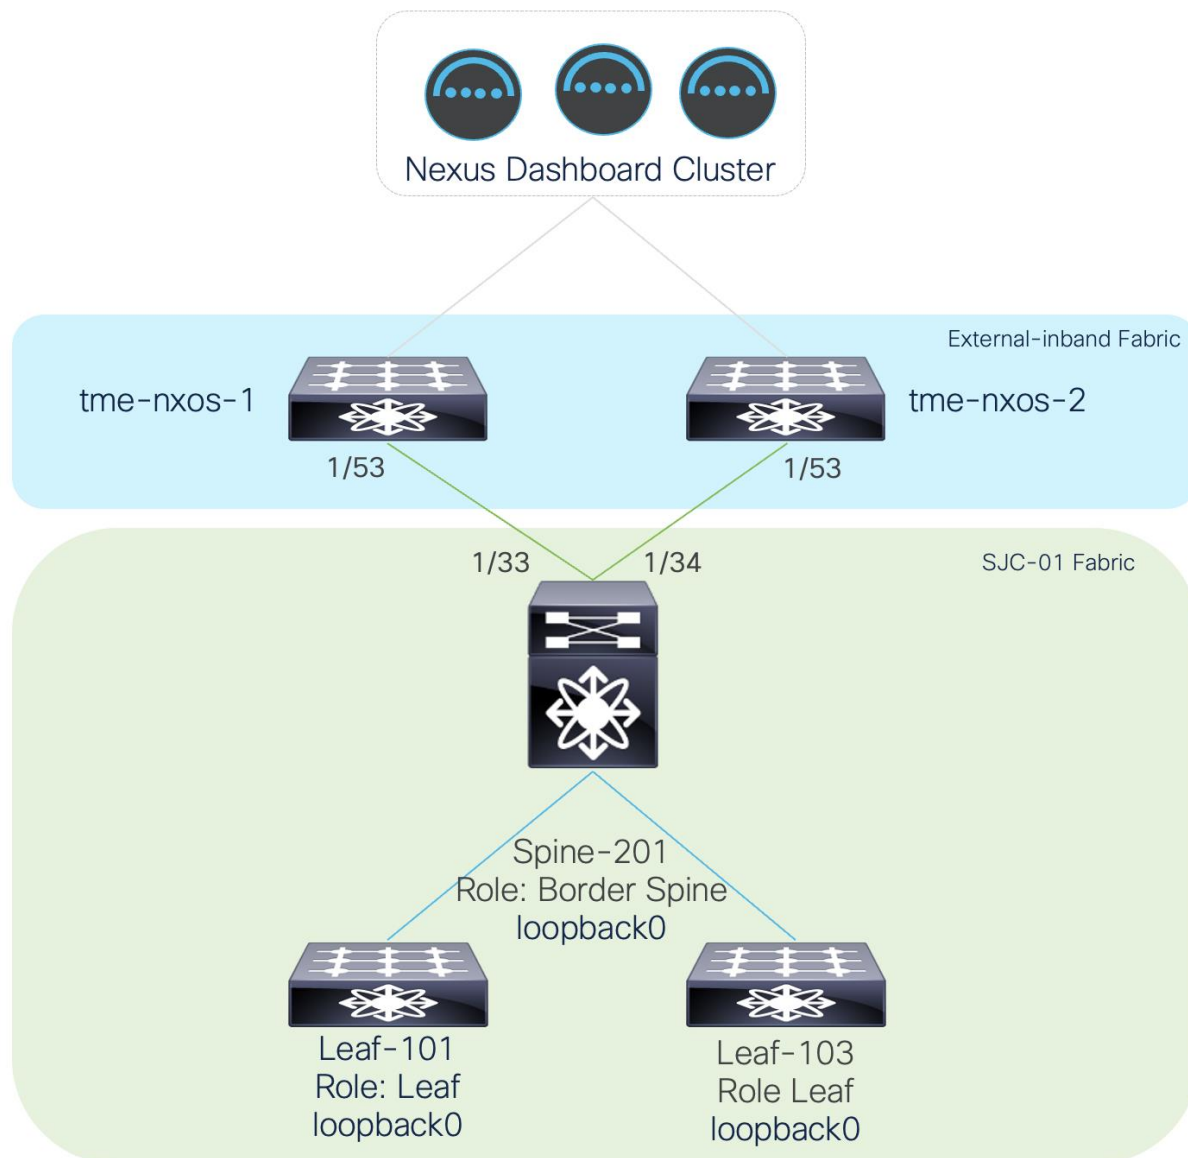 Nexus Dashboard Cluster
External-inband Fabric
tme-nxos-1
tme-nxos-2
1/53
1/53
1/33
1/34
SJC-01 Fabric
Spine-201
Role: Border Spine
loopback0
Leaf-101
Role: Leaf
loopback0
Leaf-103
Role Leaf
loopback0